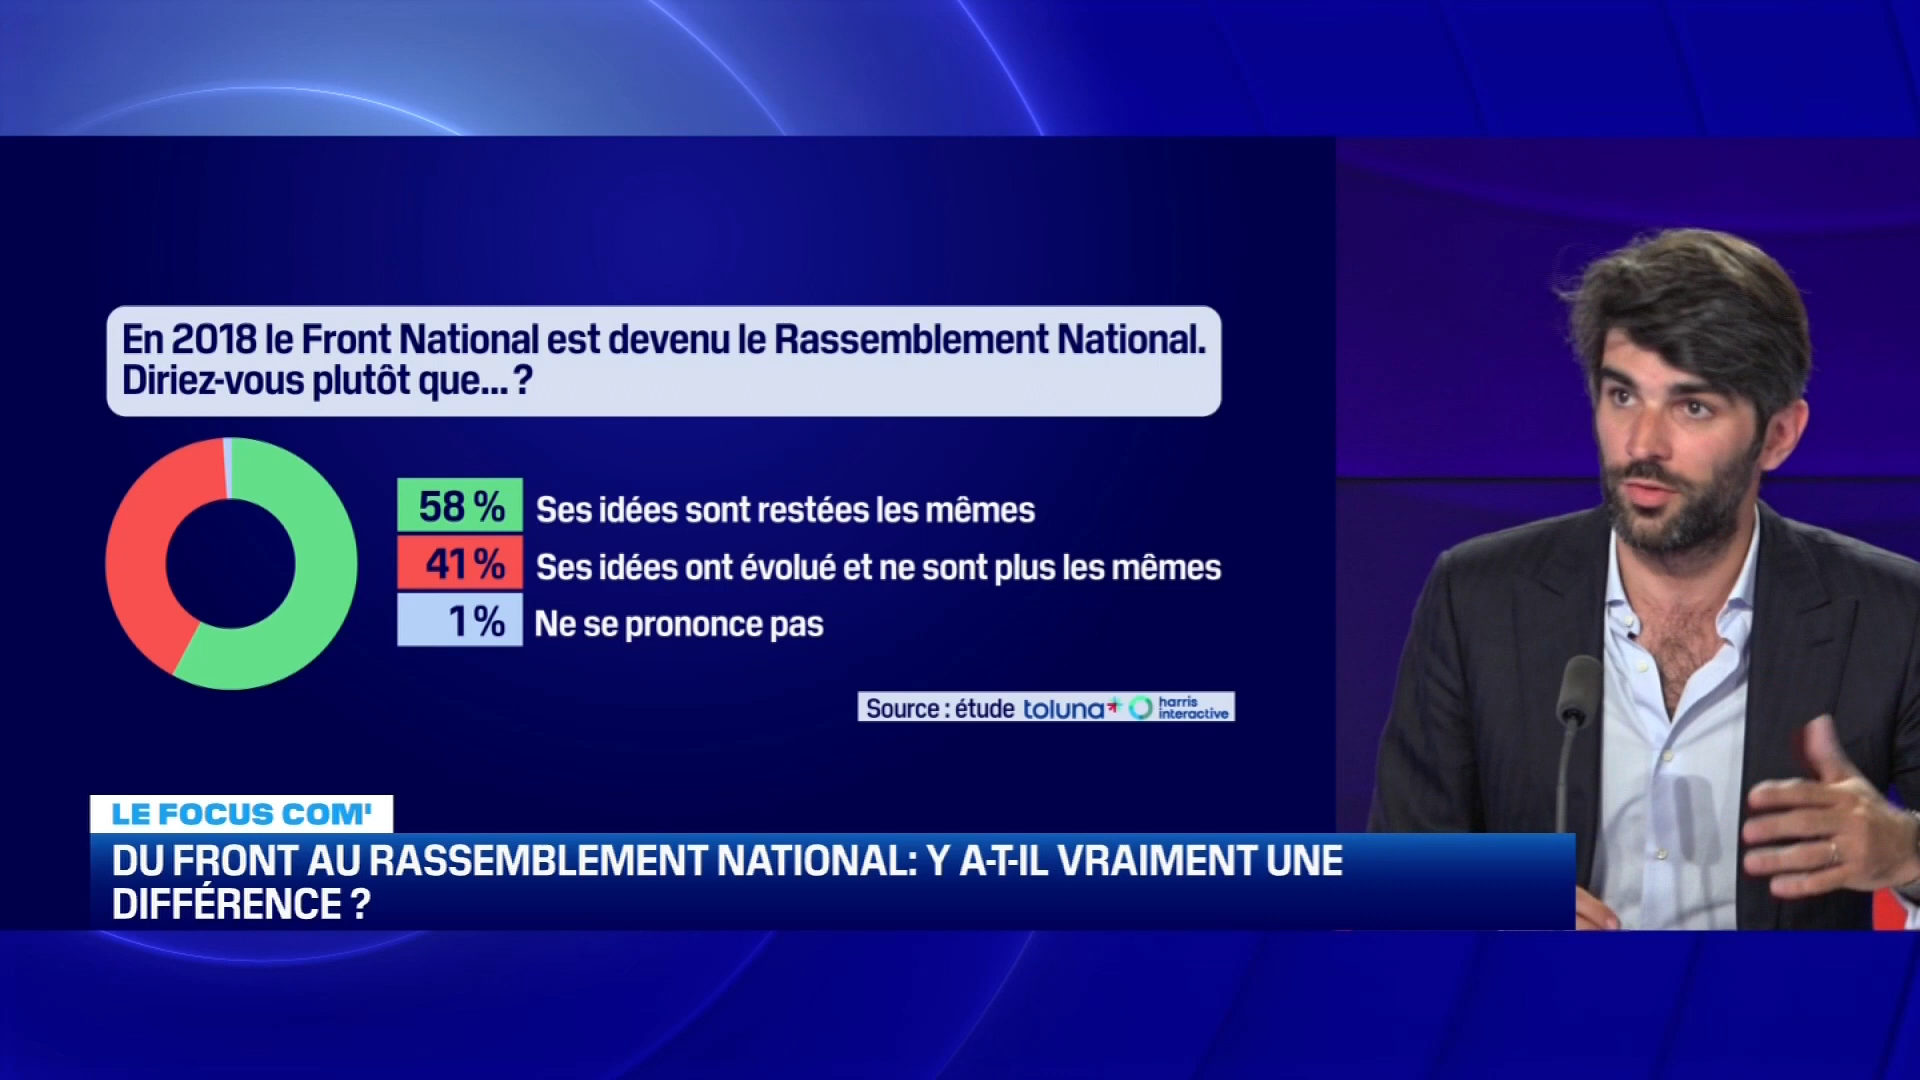 En 2018 le Front National est devenu le Rassemblement National.
Diriez-vous plutôt que... ?
58 % Ses idées sont restées les mêmes
41 % Ses idées ont évolué et ne sont plus les mêmes
1 % Ne se prononce pas
Source : étude toluna harris interactive
LE FOCUS COM'
DU FRONT AU RASSEMBLEMENT NATIONAL: Y A-T-IL VRAIMENT UNE
DIFFÉRENCE ?